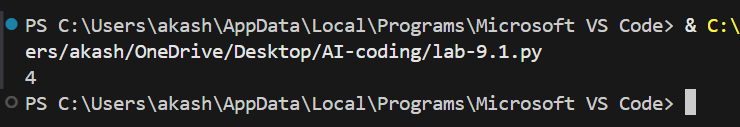 PS C:\Users\akash\AppData\Local\Programs\Microsoft VS Code> & C:\
ers/akash/OneDrive/Desktop/AI-coding/lab-9.1.py
4
PS C:\Users\akash\AppData\Local\Programs\Microsoft VS Code>